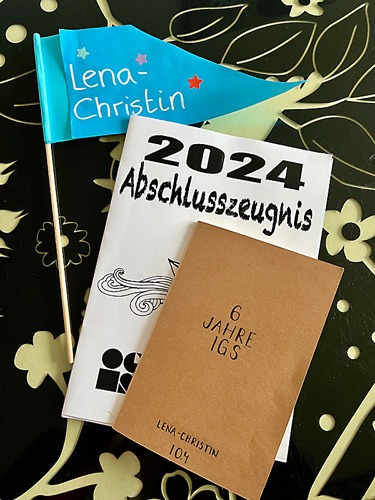 Lena-
Christin
2024
Abschlusszeugnis
6
JAHRE
IGS
LENA-CHRISTIN
104